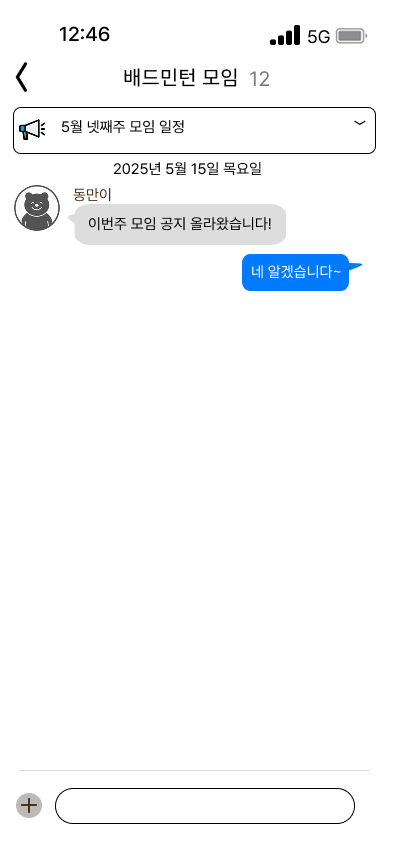 12:46
5G
배드민턴 모임 12
5월 넷째주 모임 일정
2025년 5월 15일 목요일
동만이
이번주 모임 공지 올라왔습니다!
네 알겠습니다~